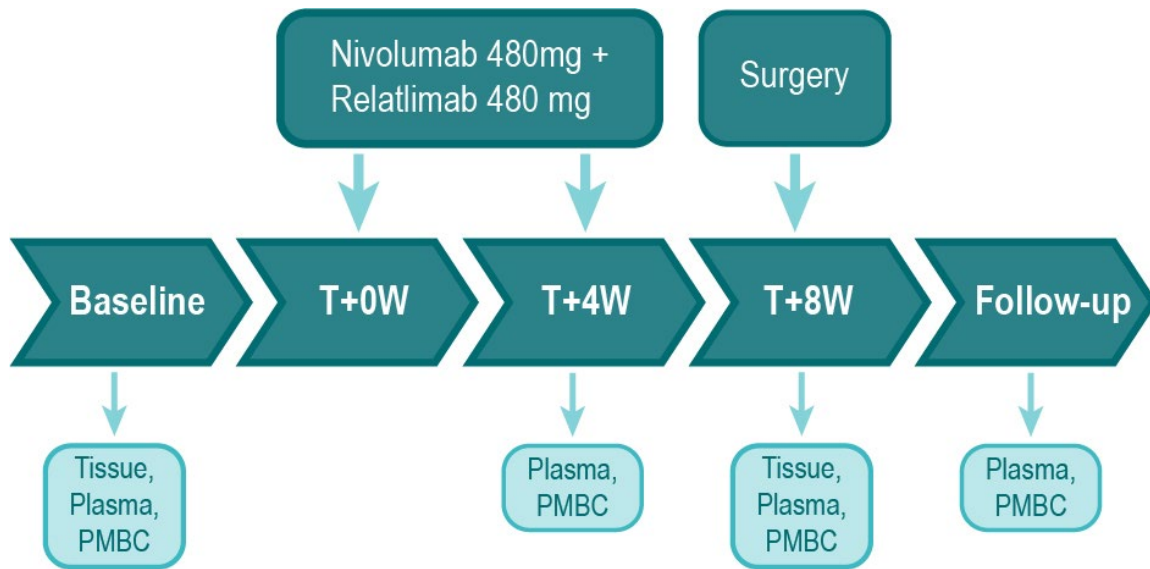 Nivolumab 480mg +
Relatlimab 480 mg
Surgery
Baseline
T+0W
T+4W
T+8W
Follow-up
Tissue,
Plasma,
PMBC
Plasma,
PMBC
Tissue,
Plasma,
PMBC
Plasma,
PMBC